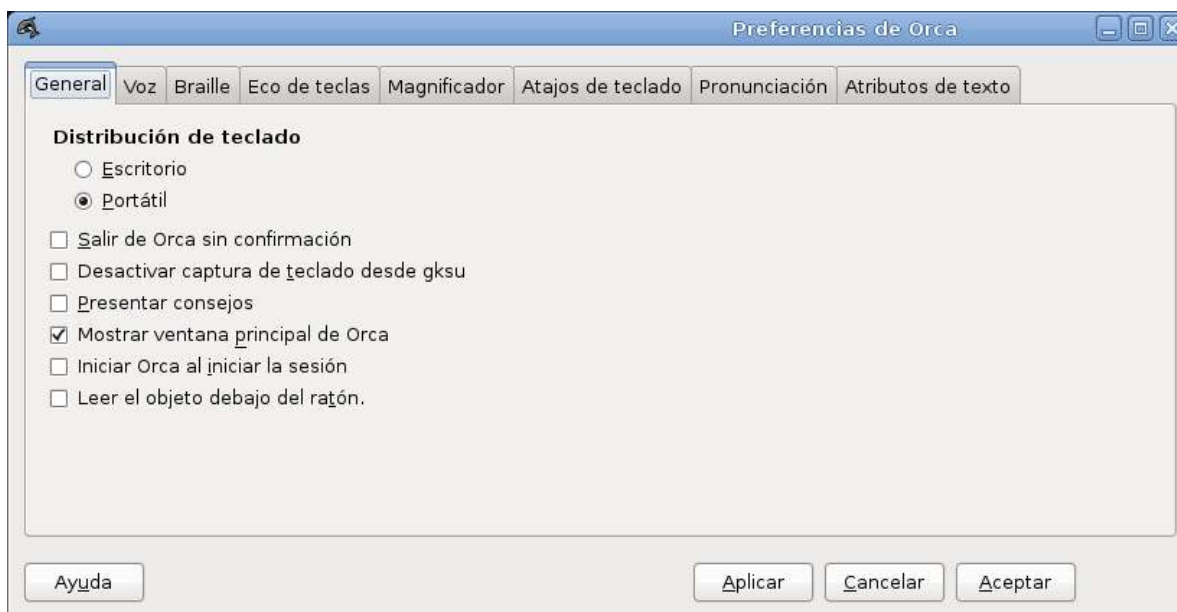 Preferencias de Orca
General Voz Braille Eco de teclas Magnificador Atajos de teclado Pronunciación Atributos de texto
Distribución de teclado
Escritorio
Portátil
Salir de Orca sin confirmación
Desactivar captura de teclado desde gksu
Presentar consejos
Mostrar ventana principal de Orca
Iniciar Orca al iniciar la sesión
Leer el objeto debajo del ratón.
Ayuda Aplicar Cancelar Aceptar